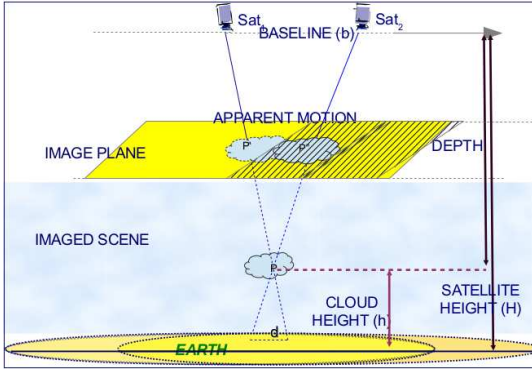 Sat1
Sat2
BASELINE (b)
APPARENT MOTION
P'
P''
IMAGE PLANE
DEPTH
IMAGED SCENE
P
CLOUD
HEIGHT (h)
SATELLITE
HEIGHT (H)
d
EARTH